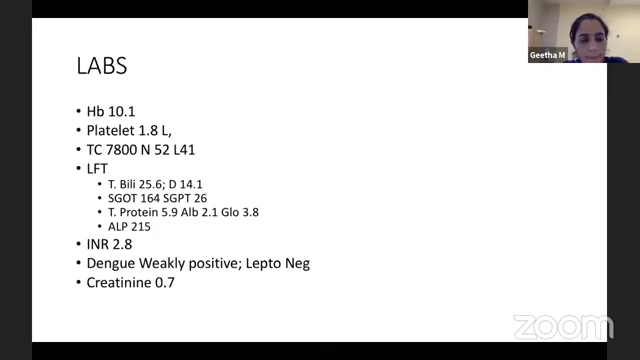 Geetha M
LABS
• Hb 10.1
• Platelet 1.8 L,
• TC 7800 N 52 L41
• LFT
• T. Bili 25.6; D 14.1
• SGOT 164 SGPT 26
• T. Protein 5.9 Alb 2.1 Glo 3.8
• ALP 215
• INR 2.8
• Dengue Weakly positive; Lepto Neg
• Creatinine 0.7
zoom